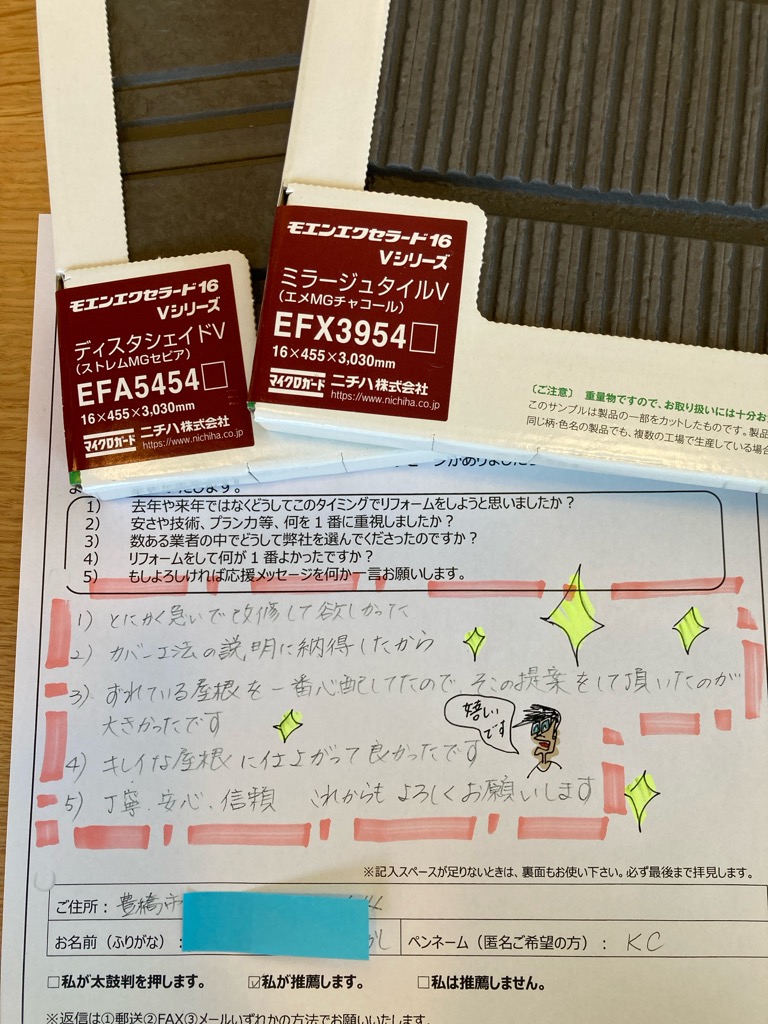 モエンエクセラード16
Vシリーズ
ミラージュタイルV
(エメMGチャコール)
EFX3954□
16×455×3,030mm
マイクロガード ニチハ株式会社
https://www.nichiha.co.jp
モエンエクセラード16
Vシリーズ
ディスタシェイドV
(ストレムMGセピア)
EFA5454□
16×455×3,030mm
マイクロガード ニチハ株式会社
https://www.nichiha.co.jp
〔ご注意〕 重量物ですので、お取り扱いには十分お
このサンプルは製品の一部をカットしたものです。製品
同じ柄・色名の製品でも、複数の工場で生産している場合
1) 去年や来年ではなくどうしてこのタイミングでリフォームをしようと思いましたか？
2) 安さや技術、プラン力等、何を1番に重視しましたか？
3) 数ある業者の中でどうして弊社を選んでくださったのですか？
4) リフォームをして何が1番よかったですか？
5) もしよろしければ応援メッセージを何か一言お願いします。
1) とにかく急いで改修して欲しかった
2) カバー工法の説明に納得したから
3) ずれている屋根を一番心配してたので、そこの提案をして頂いたのが
大きかったです
嬉しい
です
4) キレイな屋根に仕上がって良かったです
5) 丁寧、安心、信頼 これからもよろしくお願いします
※記入スペースが足りないときは、裏面もお使い下さい。必ず最後まで拝見します。
ご住所：豊橋市
お名前（ふりがな）：
ペンネーム（匿名ご希望の方）： KC
□私が太鼓判を押します。 ☑私が推薦します。 □私は推薦しません。
※返信は①郵送②FAX③メールいずれかの方法でお願いいたします。